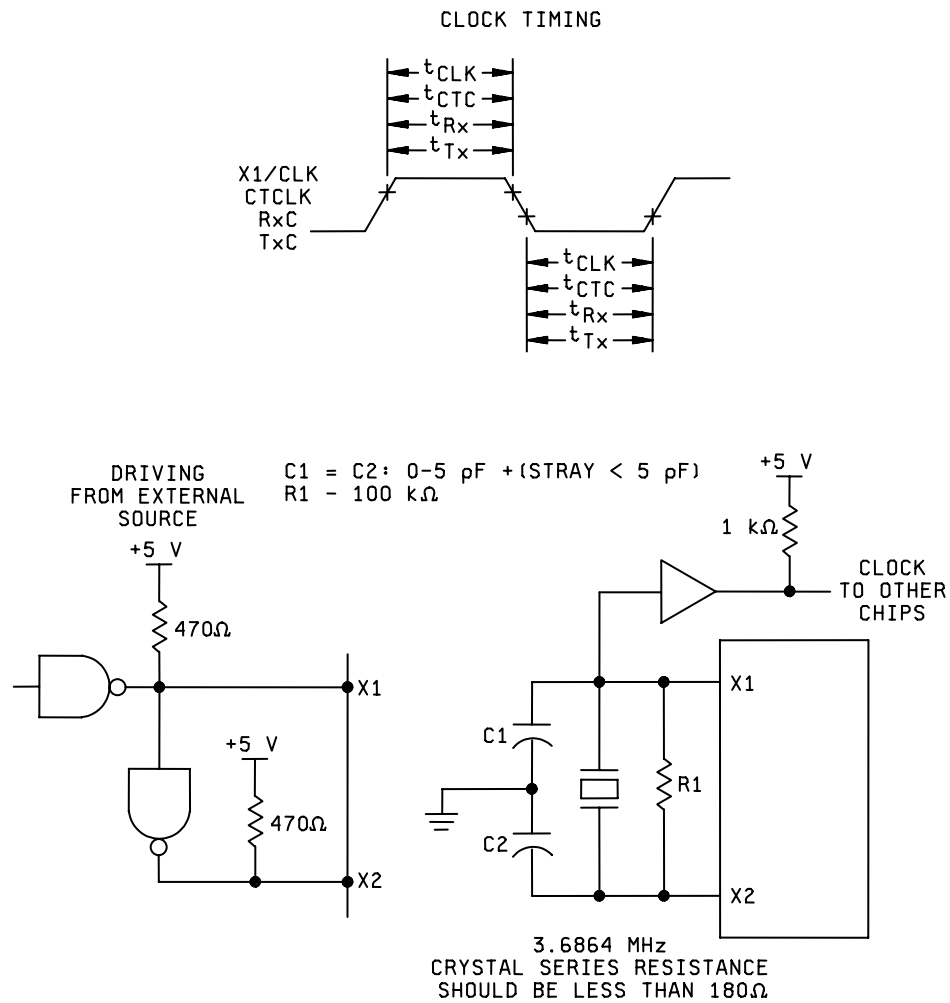 CLOCK TIMING
tCLK
tCTC
tRx
tTx
X1/CLK
CTCLK
RxC
TxC
tCLK
tCTC
tRx
tTx
DRIVING
FROM EXTERNAL
SOURCE
C1 = C2: 0-5 pF +(STRAY < 5 pF)
R1 - 100 kΩ
+5 V
470Ω
X1
+5 V
470Ω
X2
+5 V
1 kΩ
CLOCK
TO OTHER
CHIPS
X1
C1
R1
C2
X2
3.6864 MHz
CRYSTAL SERIES RESISTANCE
SHOULD BE LESS THAN 180Ω